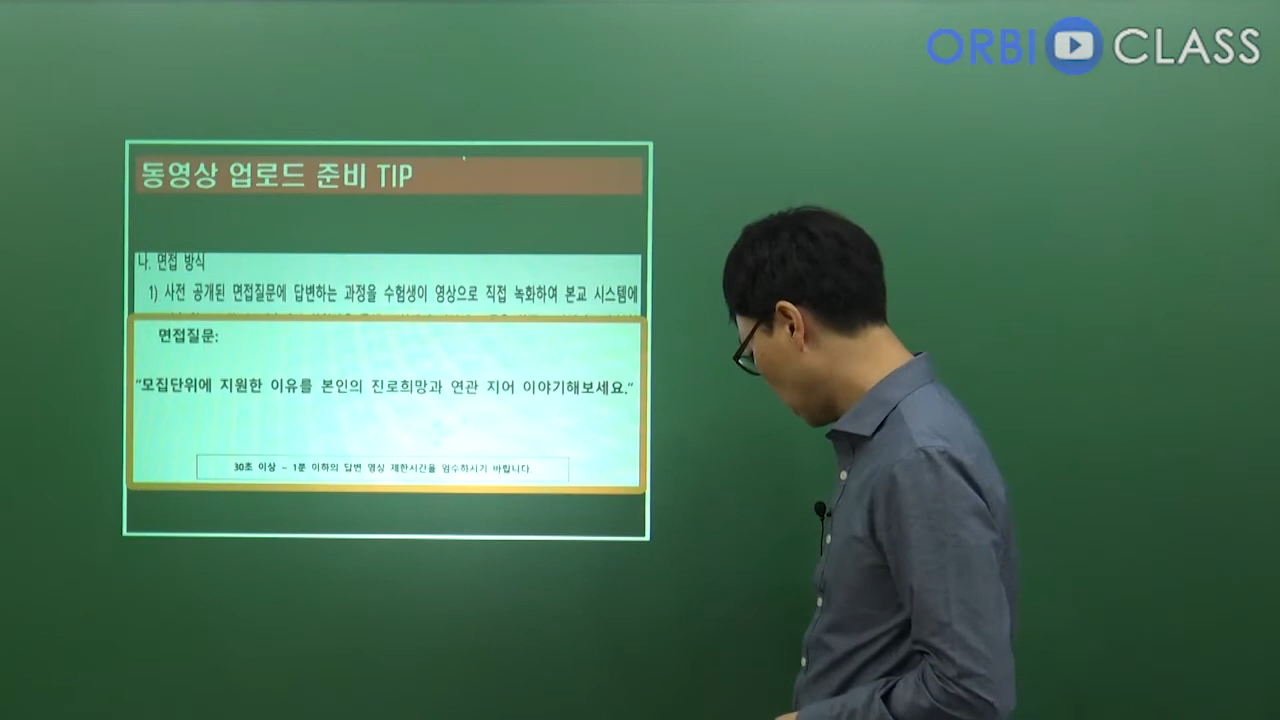 ORBI CLASS
동영상 업로드 준비 TIP
나. 면접 방식
1) 사전 공개된 면접질문에 답변하는 과정을 수험생이 영상으로 직접 녹화하여 본교 시스템에
면접질문:
“모집단위에 지원한 이유를 본인의 진로희망과 연관 지어 이야기해보세요.”
30초 이상 ~ 1분 이하의 답변 영상 제한시간을 엄수하시기 바랍니다.